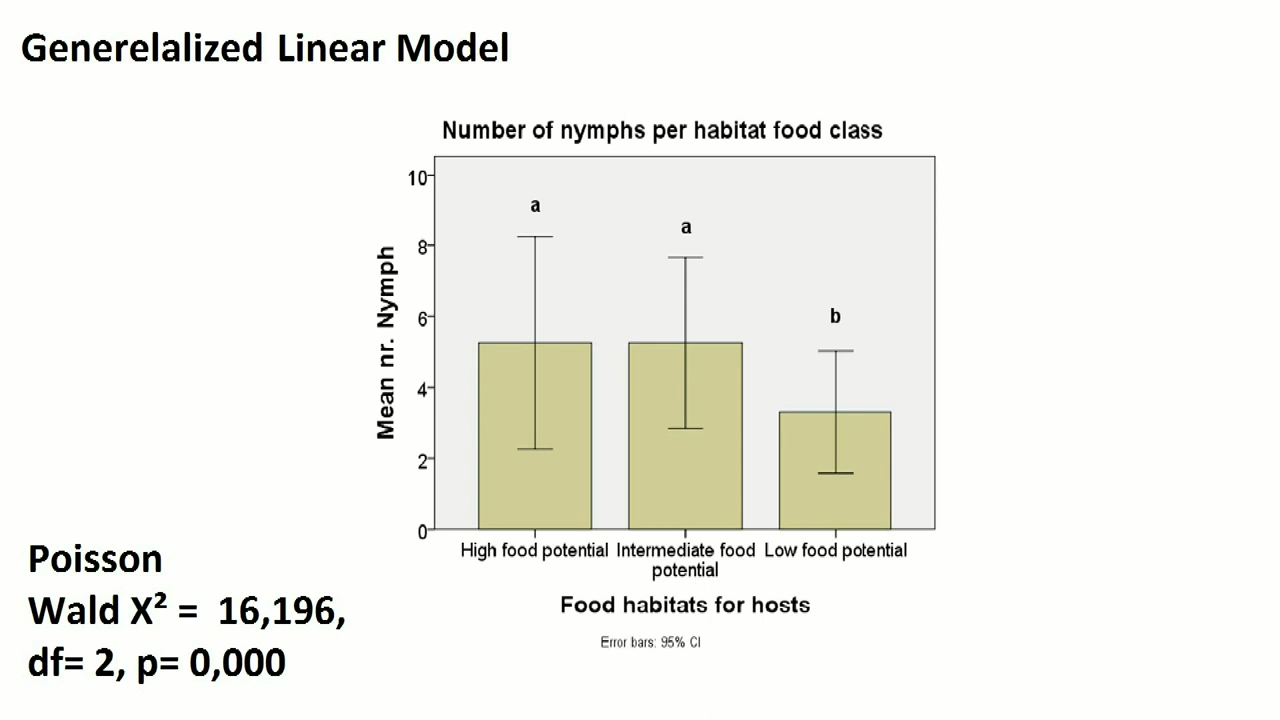 Generelalized Linear Model
Number of nymphs per habitat food class
Mean nr. Nymph
10
8
6
4
2
0
a
a
b
High food potential
Intermediate food
potential
Low food potential
Food habitats for hosts
Error bars: 95% CI
Poisson
Wald X² = 16,196,
df= 2, p= 0,000